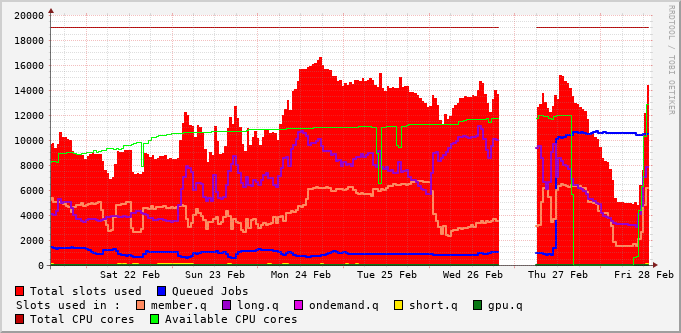 20000
18000
16000
14000
12000
10000
8000
6000
4000
2000
0
Sat 22 Feb Sun 23 Feb Mon 24 Feb Tue 25 Feb Wed 26 Feb Thu 27 Feb Fri 28 Feb
Total slots used Queued Jobs
Slots used in : member.q long.q ondemand.q short.q gpu.q
Total CPU cores Available CPU cores
RRDTOOL / TOBI OETIKER